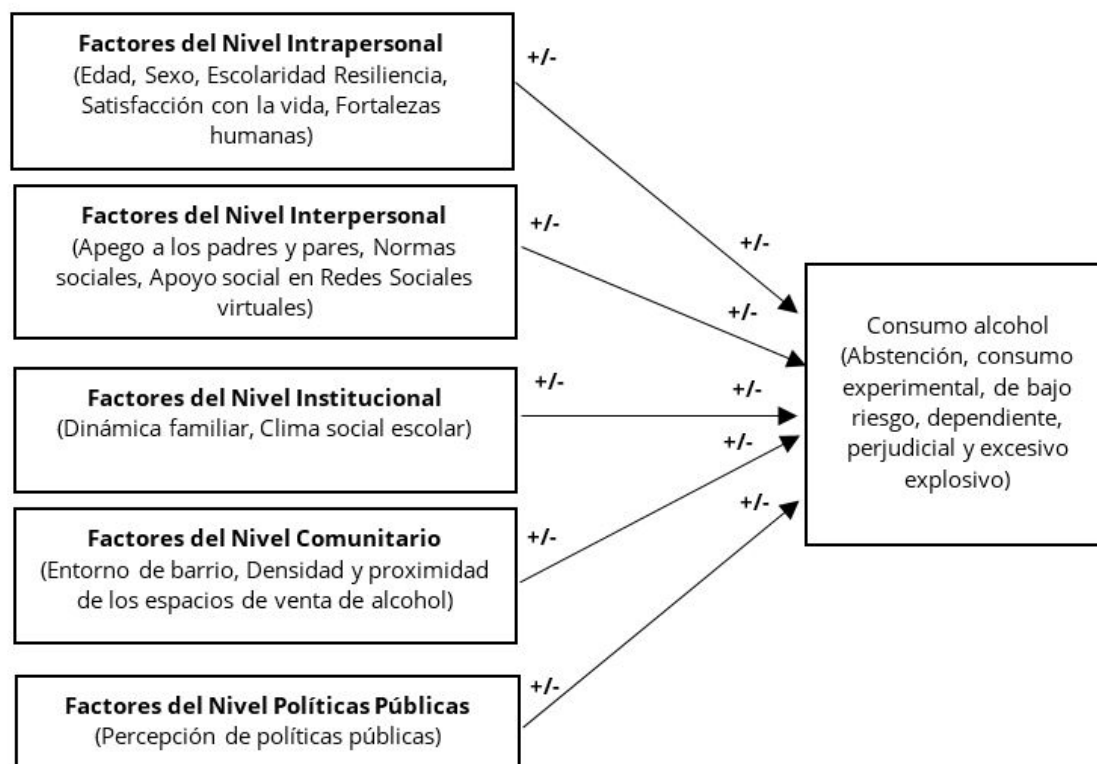 Factores del Nivel Intrapersonal
(Edad, Sexo, Escolaridad Resiliencia,
Satisfacción con la vida, Fortalezas
humanas)
+/-
+/-
Factores del Nivel Interpersonal
(Apego a los padres y pares, Normas
sociales, Apoyo social en Redes Sociales
virtuales)
+/-
+/-
Factores del Nivel Institucional
(Dinámica familiar, Clima social escolar)
+/-
+/-
Factores del Nivel Comunitario
(Entorno de barrio, Densidad y proximidad
de los espacios de venta de alcohol)
+/-
+/-
Factores del Nivel Políticas Públicas
(Percepción de políticas públicas)
+/-
+/-
Consumo alcohol
(Abstención, consumo
experimental, de bajo
riesgo, dependiente,
perjudicial y excesivo
explosivo)